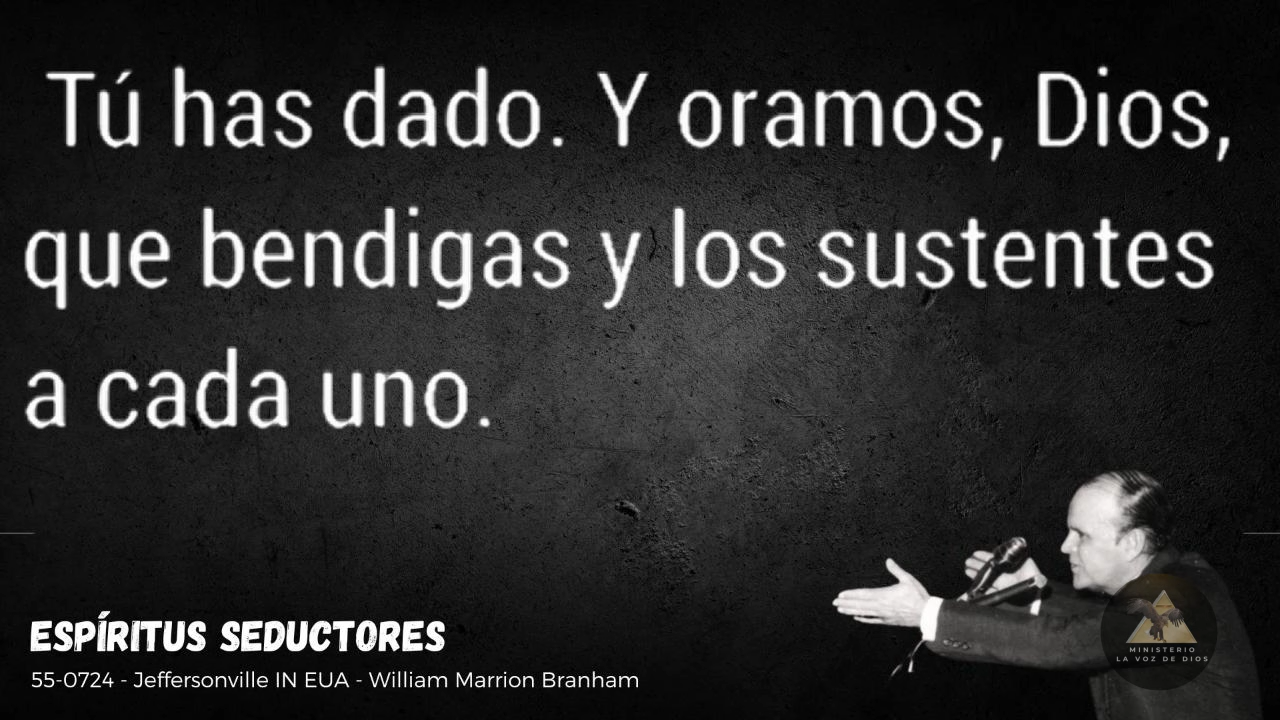 Tú has dado. Y oramos, Dios,
que bendigas y los sustentes
a cada uno.
ESPÍRITUS SEDUCTORES
55-0724 - Jeffersonville IN EUA - William Marrion Branham
MINISTERIO
LA VOZ DE DIOS